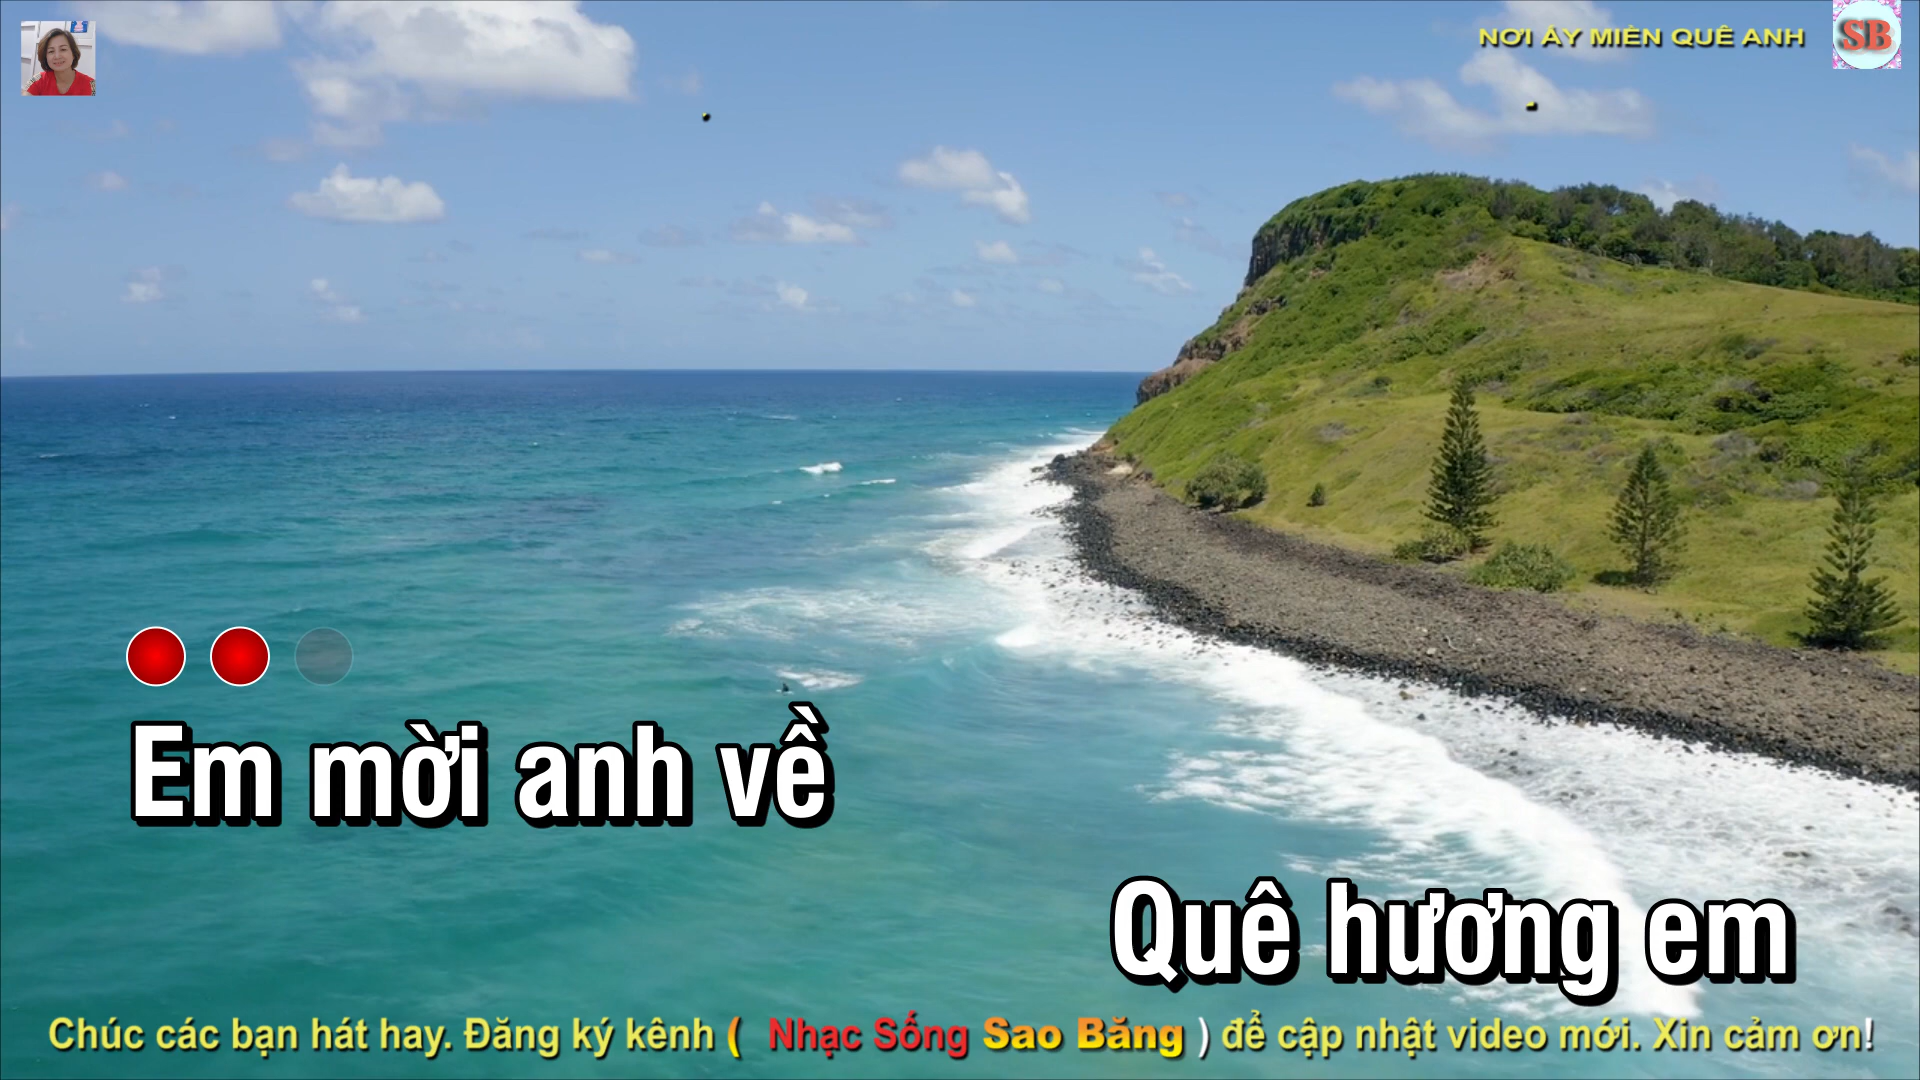 NƠI ẤY MIỀN QUÊ ANH
SB
Em mời anh về
Quê hương em
Chúc các bạn hát hay. Đăng ký kênh ( Nhạc Sống Sao Băng ) để cập nhật video mới. Xin cảm ơn!